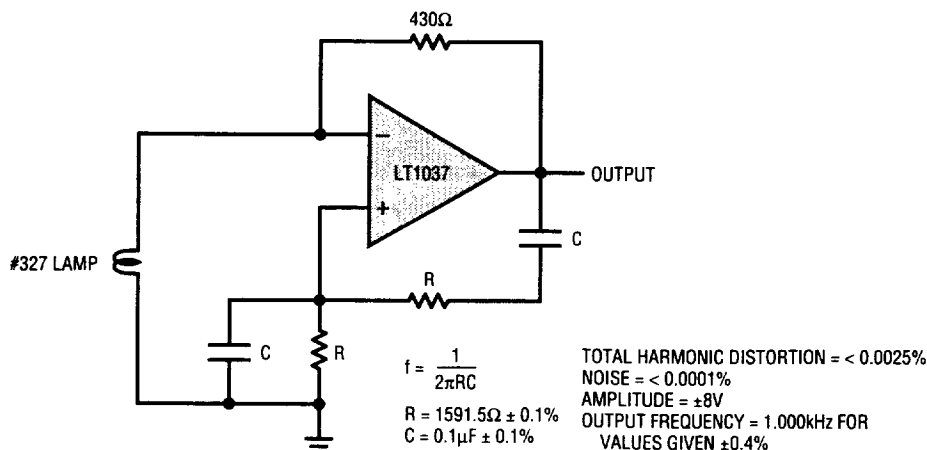 430Ω
−
LT1037
+
OUTPUT
C
#327 LAMP
R
C
R
f = 1 / 2πRC
R = 1591.5Ω ± 0.1%
C = 0.1µF ± 0.1%
TOTAL HARMONIC DISTORTION = < 0.0025%
NOISE = < 0.0001%
AMPLITUDE = ±8V
OUTPUT FREQUENCY = 1.000kHz FOR
VALUES GIVEN ±0.4%